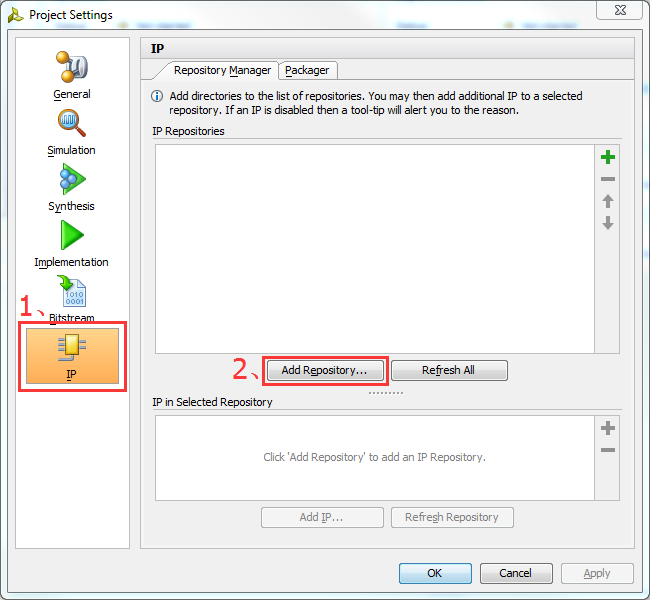 Project Settings
General
Simulation
Synthesis
Implementation
1、
Bitstream
IP
IP
Repository Manager
Packager
Add directories to the list of repositories. You may then add additional IP to a selected
repository. If an IP is disabled then a tool-tip will alert you to the reason.
IP Repositories
2、
Add Repository...
Refresh All
IP in Selected Repository
Click 'Add Repository' to add an IP Repository.
Add IP...
Refresh Repository
OK
Cancel
Apply